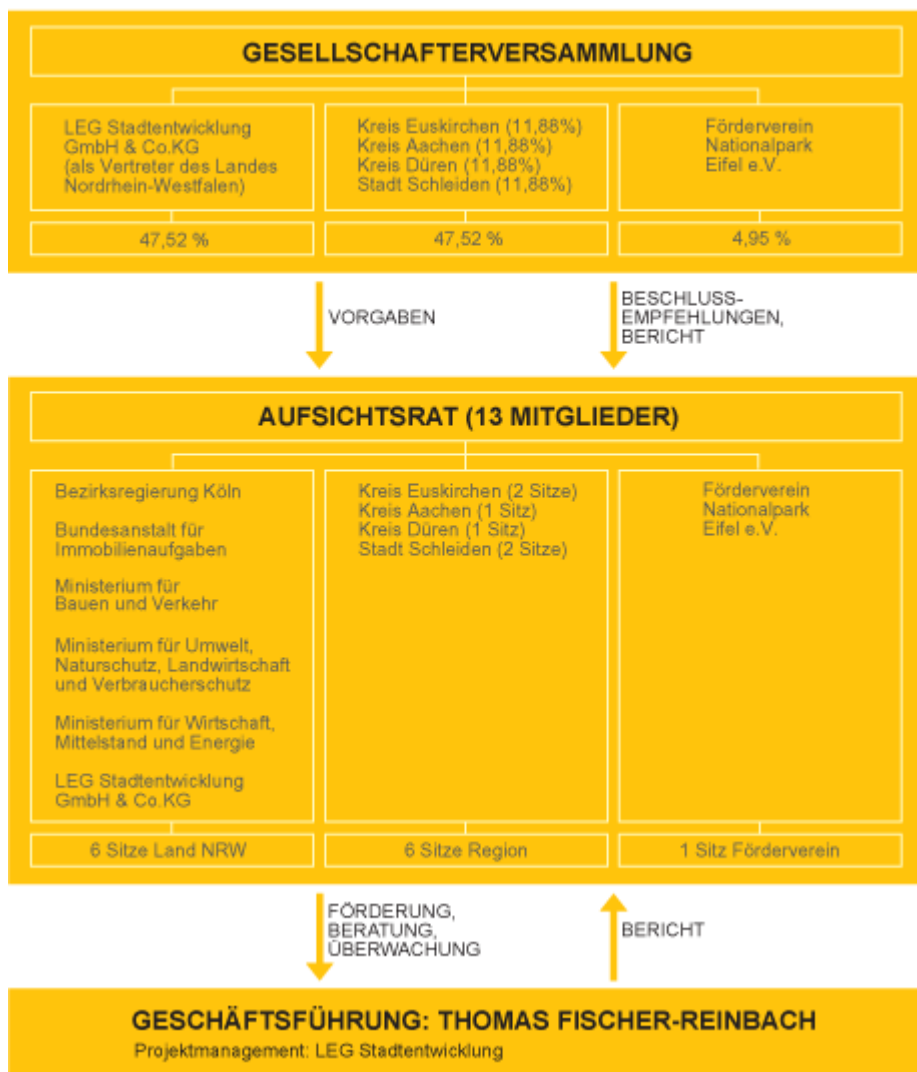 GESELLSCHAFTERVERSAMMLUNG
LEG Stadtentwicklung
GmbH & Co.KG
(als Vertreter des Landes
Nordrhein-Westfalen)
47,52 %
Kreis Euskirchen (11,88%)
Kreis Aachen (11,88%)
Kreis Düren (11,88%)
Stadt Schleiden (11,88%)
47,52 %
Förderverein
Nationalpark
Eifel e.V.
4,95 %
VORGABEN
BESCHLUSS-
EMPFEHLUNGEN,
BERICHT
AUFSICHTSRAT (13 MITGLIEDER)
Bezirksregierung Köln
Bundesanstalt für
Immobilienaufgaben
Ministerium für
Bauen und Verkehr
Ministerium für Umwelt,
Naturschutz, Landwirtschaft
und Verbraucherschutz
Ministerium für Wirtschaft,
Mittelstand und Energie
LEG Stadtentwicklung
GmbH & Co.KG
6 Sitze Land NRW
Kreis Euskirchen (2 Sitze)
Kreis Aachen (1 Sitz)
Kreis Düren (1 Sitz)
Stadt Schleiden (2 Sitze)
6 Sitze Region
Förderverein
Nationalpark
Eifel e.V.
1 Sitz Förderverein
FÖRDERUNG,
BERATUNG,
ÜBERWACHUNG
BERICHT
GESCHÄFTSFÜHRUNG: THOMAS FISCHER-REINBACH
Projektmanagement: LEG Stadtentwicklung